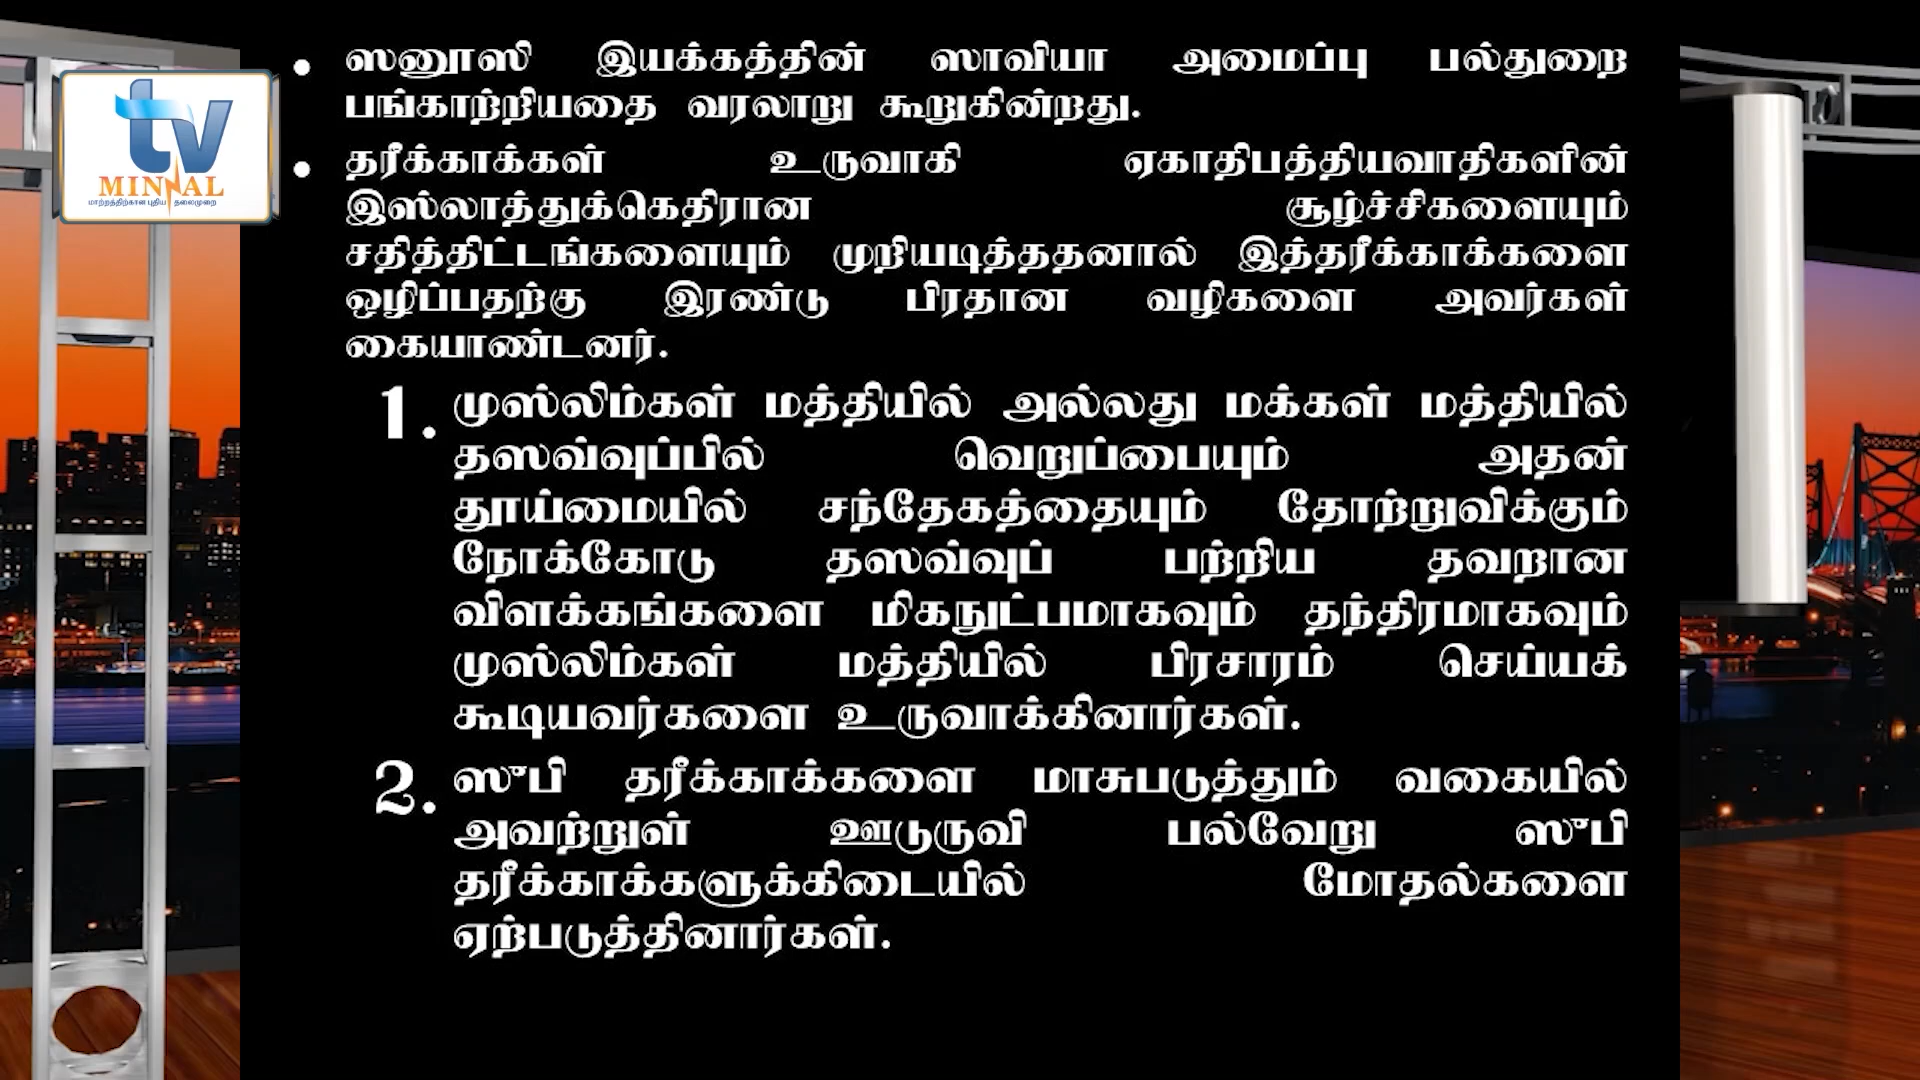 tv
MINNAL
மாற்றத்திற்கான புதிய தலைமுறை
• ஸனூஸி இயக்கத்தின் ஸாவியா அமைப்பு பல்துறை
பங்காற்றியதை வரலாறு கூறுகின்றது.
• தரீக்காக்கள் உருவாகி ஏகாதிபத்தியவாதிகளின்
இஸ்லாத்துக்கெதிரான சூழ்ச்சிகளையும்
சதித்திட்டங்களையும் முறியடித்ததனால் இத்தரீக்காக்களை
ஒழிப்பதற்கு இரண்டு பிரதான வழிகளை அவர்கள்
கையாண்டனர்.
1. முஸ்லிம்கள் மத்தியில் அல்லது மக்கள் மத்தியில்
தஸவ்வுப்பில் வெறுப்பையும் அதன்
தூய்மையில் சந்தேகத்தையும் தோற்றுவிக்கும்
நோக்கோடு தஸவ்வுப் பற்றிய தவறான
விளக்கங்களை மிகநுட்பமாகவும் தந்திரமாகவும்
முஸ்லிம்கள் மத்தியில் பிரசாரம் செய்யக்
கூடியவர்களை உருவாக்கினார்கள்.
2. ஸுபி தரீக்காக்களை மாசுபடுத்தும் வகையில்
அவற்றுள் ஊடுருவி பல்வேறு ஸுபி
தரீக்காக்களுக்கிடையில் மோதல்களை
ஏற்படுத்தினார்கள்.